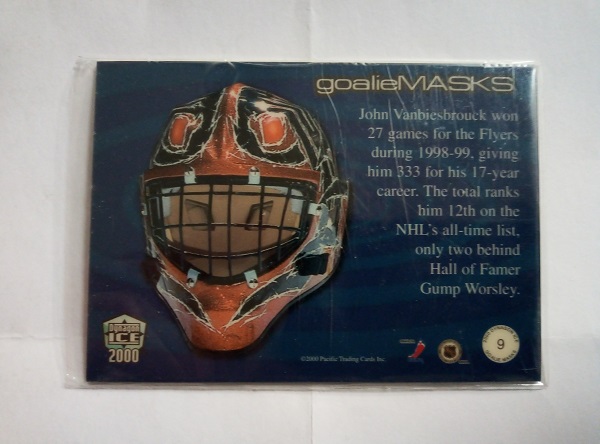 goalieMASKS
John Vanbiesbrouck won
27 games for the Flyers
during 1998-99, giving
him 333 for his 17-year
career. The total ranks
him 12th on the
NHL's all-time list,
only two behind
Hall of Famer
Gump Worsley.
ICE
2000
©2000 Pacific Trading Cards Inc.
9